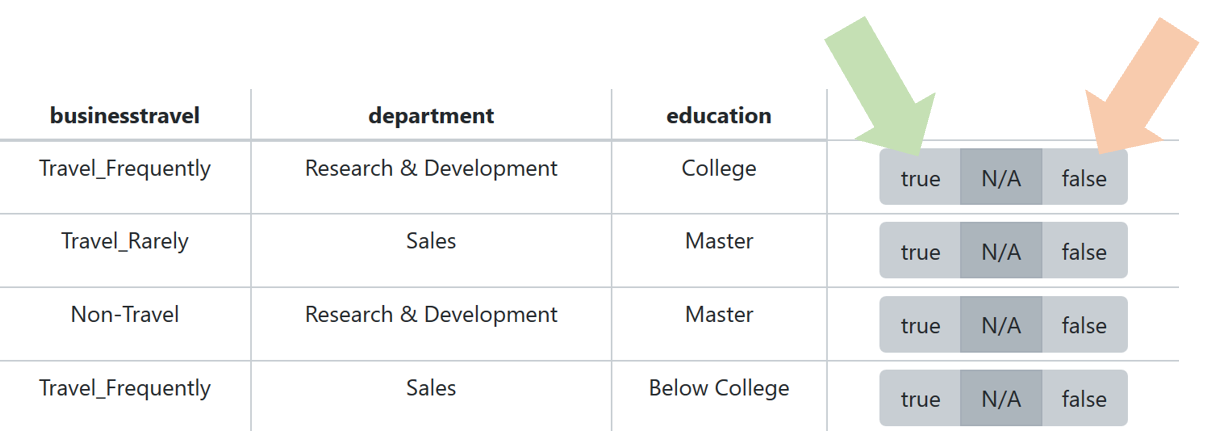 businesstravel department education
Travel_Frequently Research & Development College true N/A false
Travel_Rarely Sales Master true N/A false
Non-Travel Research & Development Master true N/A false
Travel_Frequently Sales Below College true N/A false